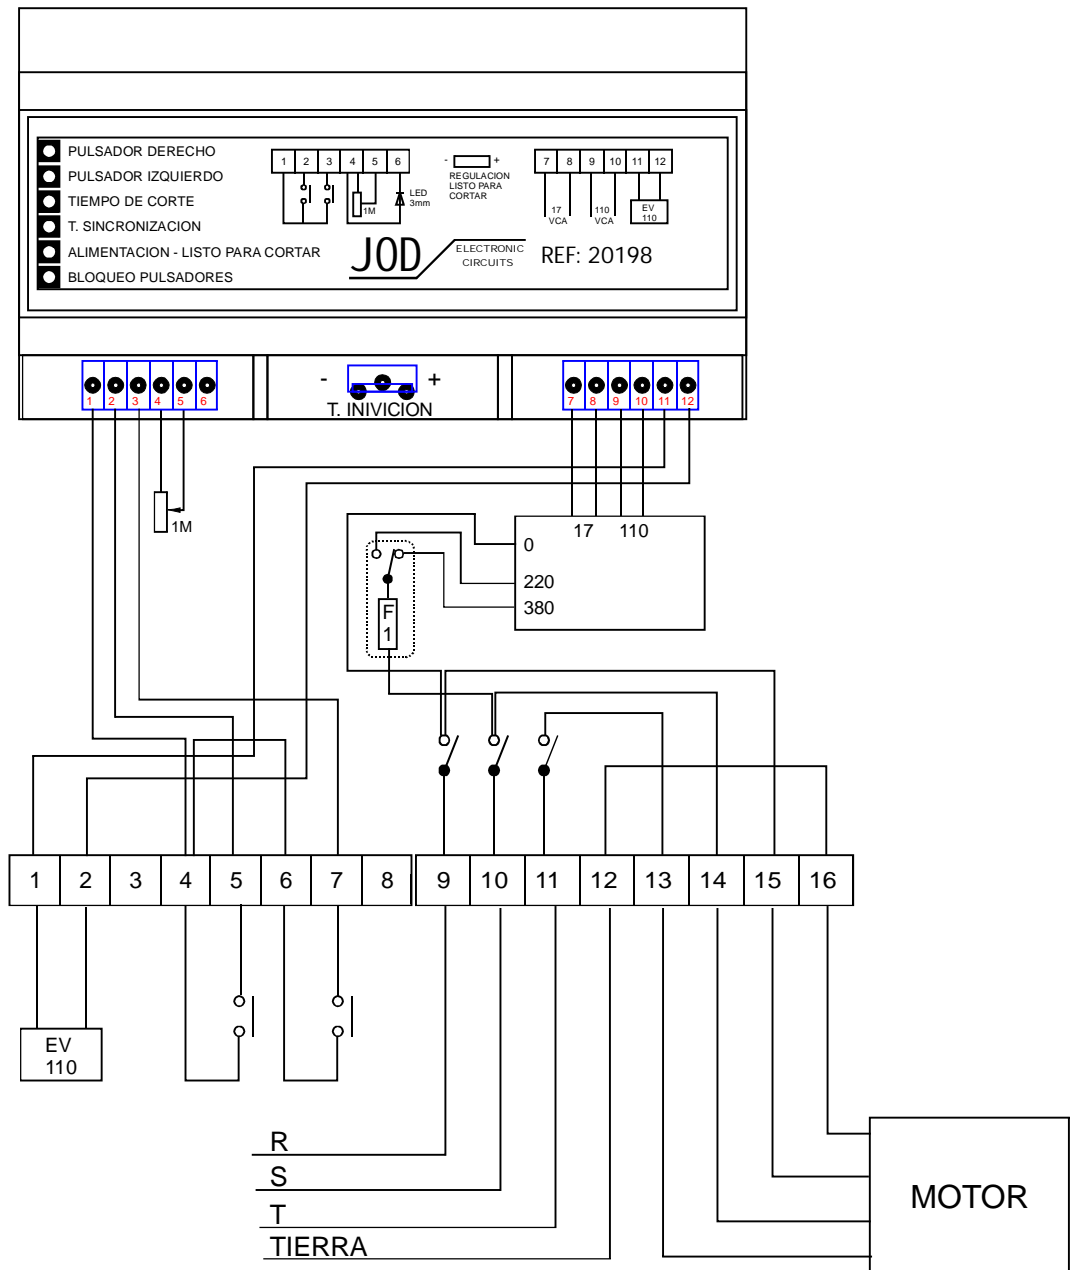 PULSADOR DERECHO
PULSADOR IZQUIERDO
TIEMPO DE CORTE
T. SINCRONIZACION
ALIMENTACION - LISTO PARA CORTAR
BLOQUEO PULSADORES
1 2 3 4 5 6
1M
LED
3mm
- +
REGULACION
LISTO PARA
CORTAR
7 8 9 10 11 12
17
VCA
110
VCA
EV
110
JOD
ELECTRONIC
CIRCUITS
REF: 20198
1 2 3 4 5 6
- +
T. INIVICION
7 8 9 10 11 12
1M
17 110
0
220
380
F
1
1 2 3 4 5 6 7 8 9 10 11 12 13 14 15 16
EV
110
R
S
T
TIERRA
MOTOR